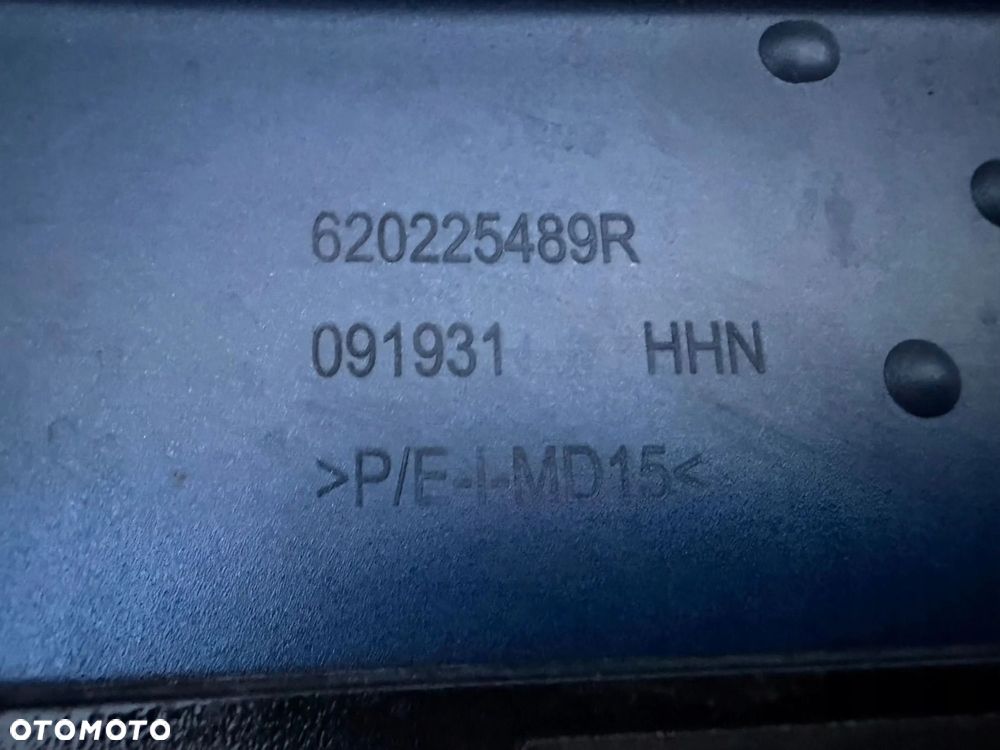 620225489R
091931 HHN
>P/E-I-MD15<
OTOMOTO